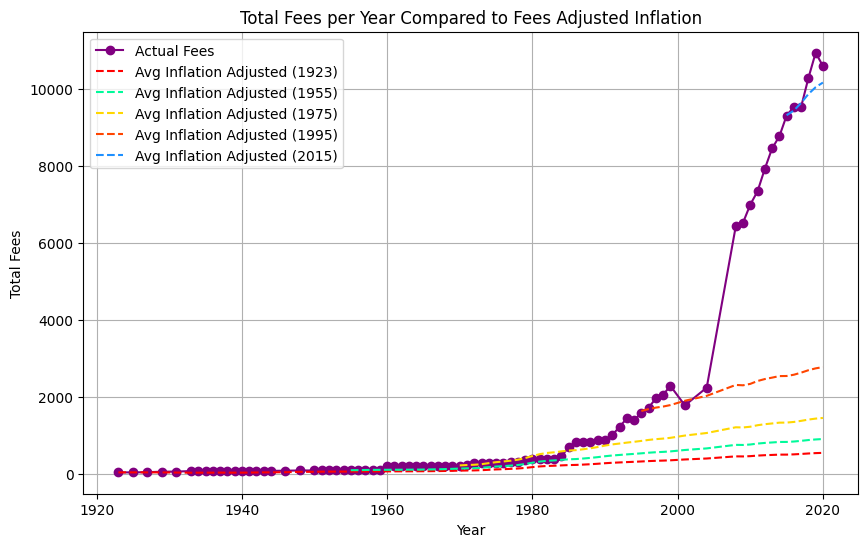 Total Fees per Year Compared to Fees Adjusted Inflation
Actual Fees
Avg Inflation Adjusted (1923)
Avg Inflation Adjusted (1955)
Avg Inflation Adjusted (1975)
Avg Inflation Adjusted (1995)
Avg Inflation Adjusted (2015)
Total Fees
10000
8000
6000
4000
2000
0
1920
1940
1960
1980
2000
2020
Year